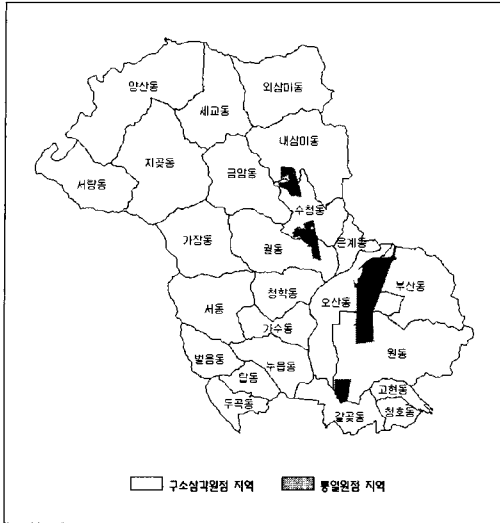 양산동
세교동
외삼미동
내삼미동
지곶동
금암동
서랑동
수청동
가장동
궐동
은계동
청학동
오산동
부산동
서동
가수동
원동
벌음동
누읍동
탑동
고현동
두곡동
갈곶동
청호동
구소삼각원점 지역
통일원점 지역